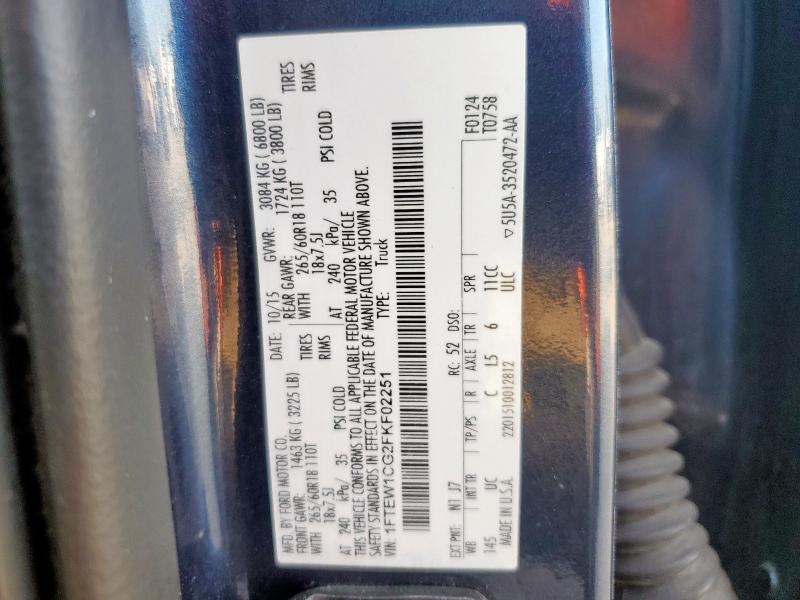 MFD. BY FORD MOTOR CO.
DATE: 10/15 GVWR: 3084 KG ( 6800 LB)
FRONT GAWR: 1463 KG ( 3225 LB) REAR GAWR: 1724 KG ( 3800 LB)
WITH 265/60R18 110T TIRES WITH 265/60R18 110T TIRES
18x7.5J RIMS 18x7.5J RIMS
AT 240 kPa/ 35 PSI COLD AT 240 kPa/ 35 PSI COLD
THIS VEHICLE CONFORMS TO ALL APPLICABLE FEDERAL MOTOR VEHICLE
SAFETY STANDARDS IN EFFECT ON THE DATE OF MANUFACTURE SHOWN ABOVE.
VIN: 1FTEW1CG2FKF02251 TYPE: Truck
EXT PNT: N1 J7 RC: 52 DSO: F0124
WB INT TR TP/PS R AXLE TR SPR T0758
145 UC C L5 6 11CC
ULC
2201510012812
MADE IN U.S.A. ▽ 5U5A-3520472-AA